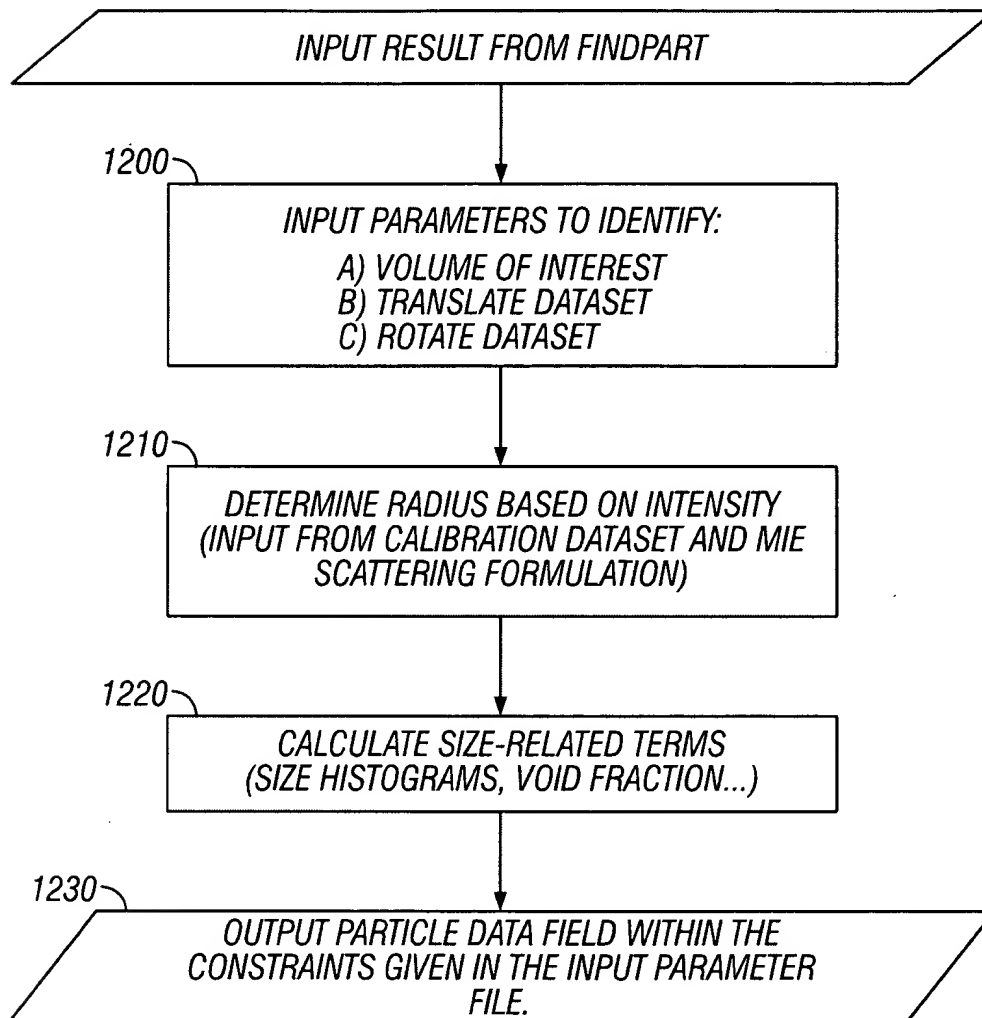 INPUT RESULT FROM FINDPART
1200
INPUT PARAMETERS TO IDENTIFY:
A) VOLUME OF INTEREST
B) TRANSLATE DATASET
C) ROTATE DATASET
1210
DETERMINE RADIUS BASED ON INTENSITY
(INPUT FROM CALIBRATION DATASET AND MIE
SCATTERING FORMULATION)
1220
CALCULATE SIZE-RELATED TERMS
(SIZE HISTOGRAMS, VOID FRACTION...)
1230
OUTPUT PARTICLE DATA FIELD WITHIN THE
CONSTRAINTS GIVEN IN THE INPUT PARAMETER
FILE.